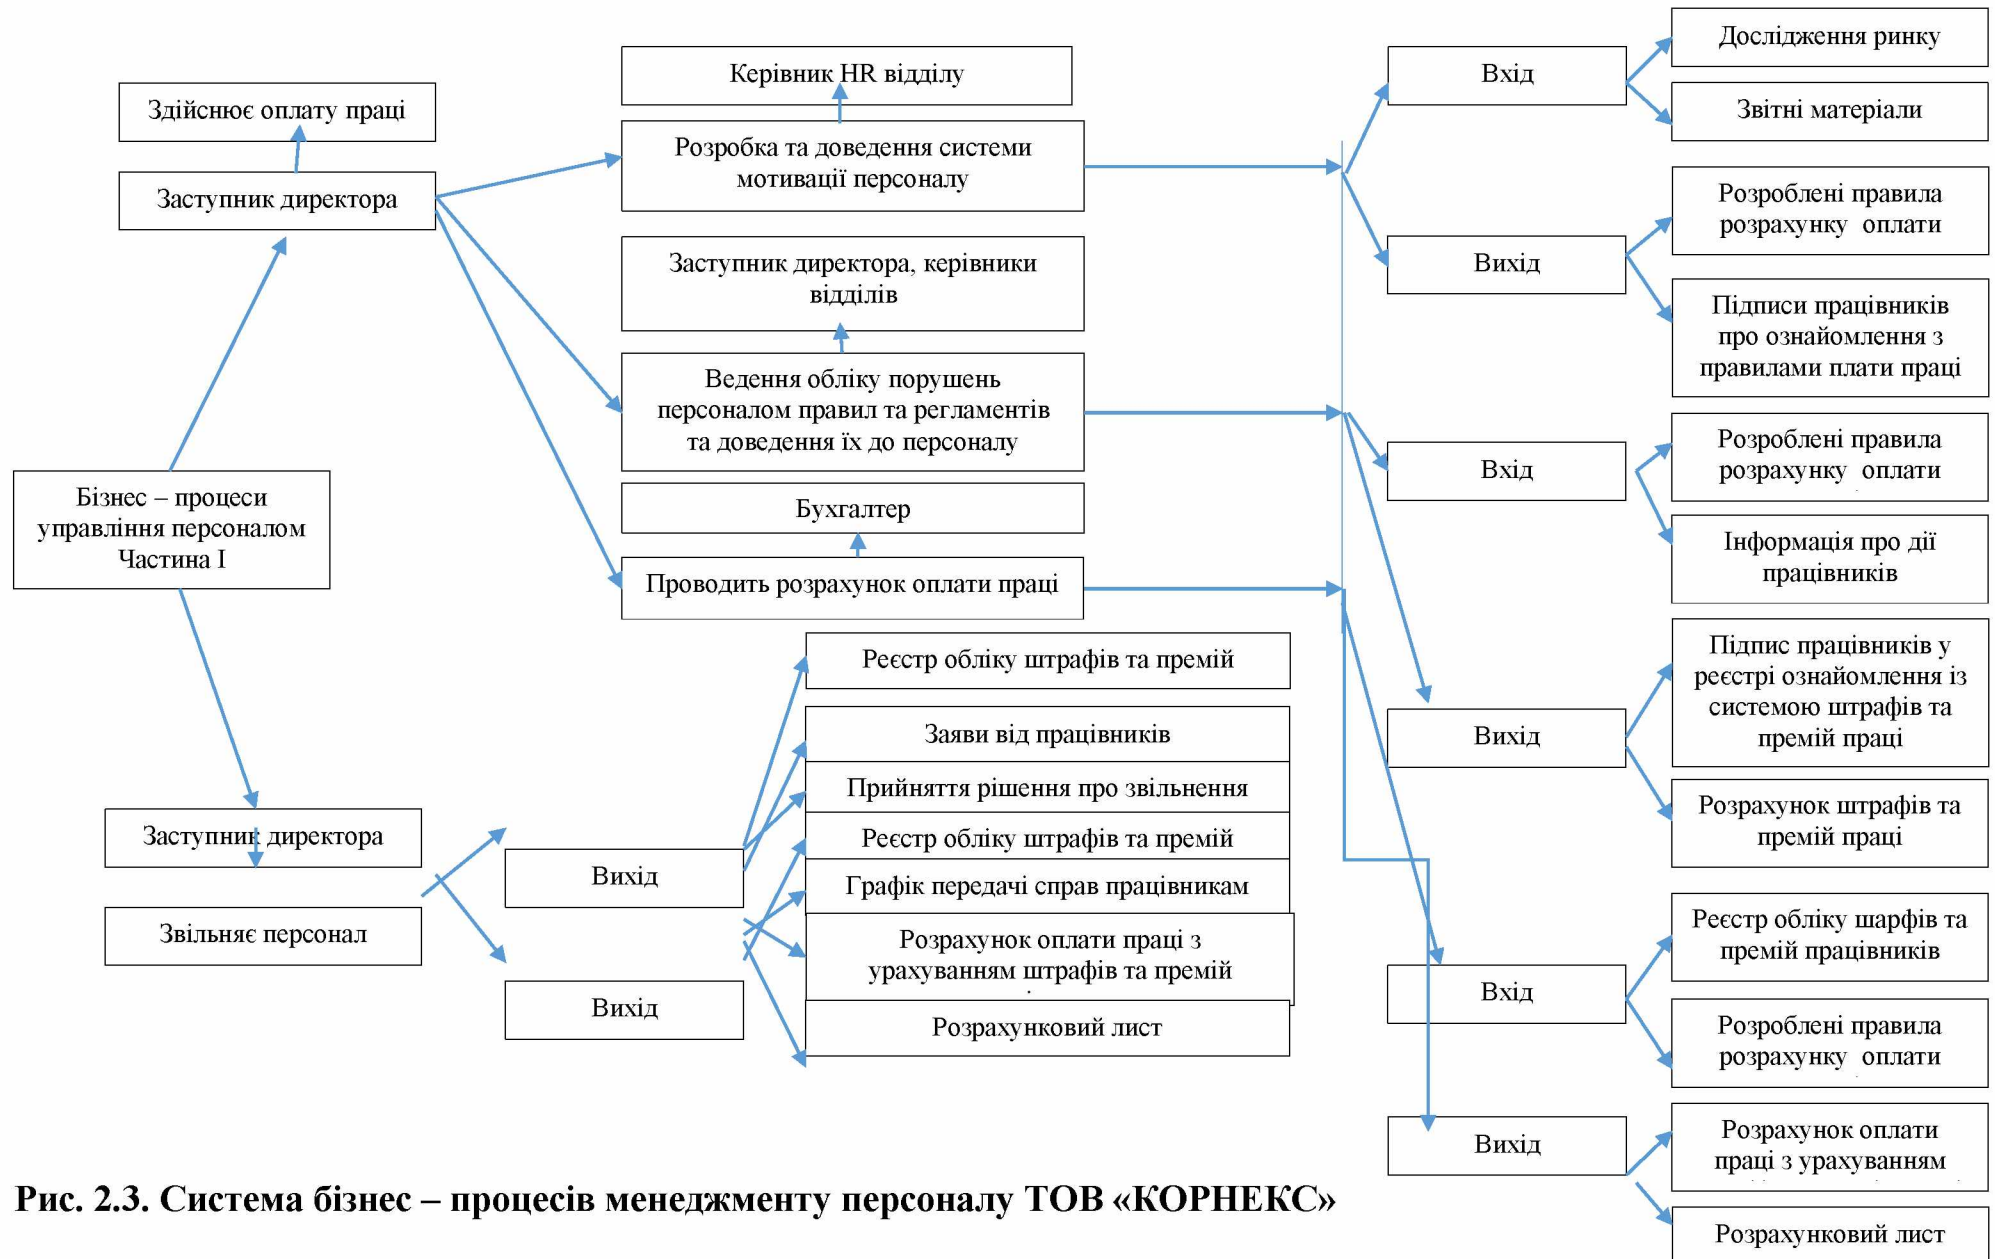 Здійснює оплату праці
Заступник директора
Бізнес – процеси
управління персоналом
Частина І
Заступник директора
Звільняє персонал
Керівник HR відділу
Розробка та доведення системи
мотивації персоналу
Заступник директора, керівники
відділів
Ведення обліку порушень
персоналом правил та регламентів
та доведення їх до персоналу
Бухгалтер
Проводить розрахунок оплати праці
Вихід
Вихід
Реєстр обліку штрафів та премій
Заяви від працівників
Прийняття рішення про звільнення
Реєстр обліку штрафів та премій
Графік передачі справ працівникам
Розрахунок оплати праці з
урахуванням штрафів та премій
Розрахунковий лист
Вхід
Дослідження ринку
Звітні матеріали
Вихід
Розроблені правила
розрахунку оплати
Підписи працівників
про ознайомлення з
правилами плати праці
Вхід
Розроблені правила
розрахунку оплати
Інформація про дії
працівників
Вихід
Підпис працівників у
реєстрі ознайомлення із
системою штрафів та
премій праці
Розрахунок штрафів та
премій праці
Вхід
Реєстр обліку шарфів та
премій працівників
Розроблені правила
розрахунку оплати
Вихід
Розрахунок оплати
праці з урахуванням
Розрахунковий лист
Рис. 2.3. Система бізнес – процесів менеджменту персоналу ТОВ «КОРНЕКС»